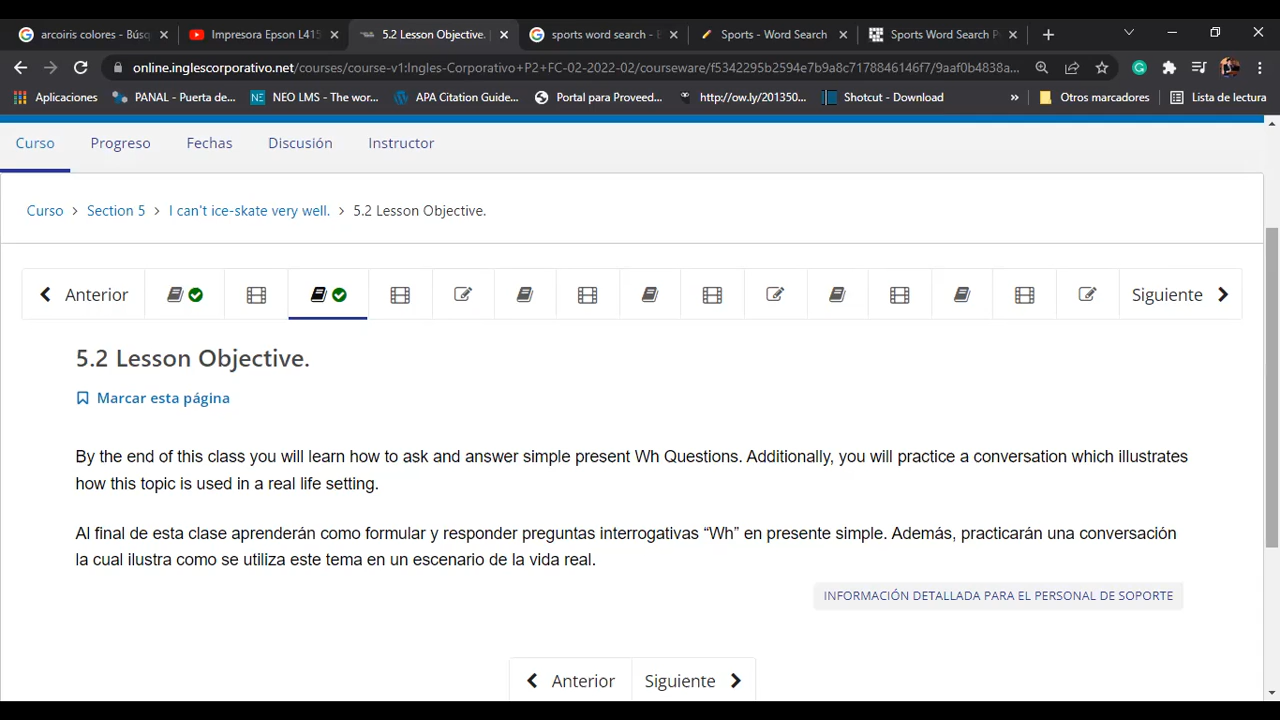 arcoiris colores - Búsq
Impresora Epson L415
5.2 Lesson Objective.
sports word search - B
Sports - Word Search
Sports Word Search P
online.inglescorporativo.net/courses/course-v1:Ingles-Corporativo+P2+FC-02-2022-02/courseware/f5342295b2594e7b9a8c7178846146f7/9aaf0b4838a...
Aplicaciones
PANAL - Puerta de...
NEO LMS - The wor...
APA Citation Guide...
Portal para Proveed...
http://ow.ly/201350...
Shotcut - Download
»
Otros marcadores
Lista de lectura
Curso
Progreso
Fechas
Discusión
Instructor
Curso > Section 5 > I can't ice-skate very well. > 5.2 Lesson Objective.
Anterior
Siguiente
5.2 Lesson Objective.
Marcar esta página
By the end of this class you will learn how to ask and answer simple present Wh Questions. Additionally, you will practice a conversation which illustrates
how this topic is used in a real life setting.
Al final de esta clase aprenderán como formular y responder preguntas interrogativas “Wh” en presente simple. Además, practicarán una conversación
la cual ilustra como se utiliza este tema en un escenario de la vida real.
INFORMACIÓN DETALLADA PARA EL PERSONAL DE SOPORTE
Anterior
Siguiente